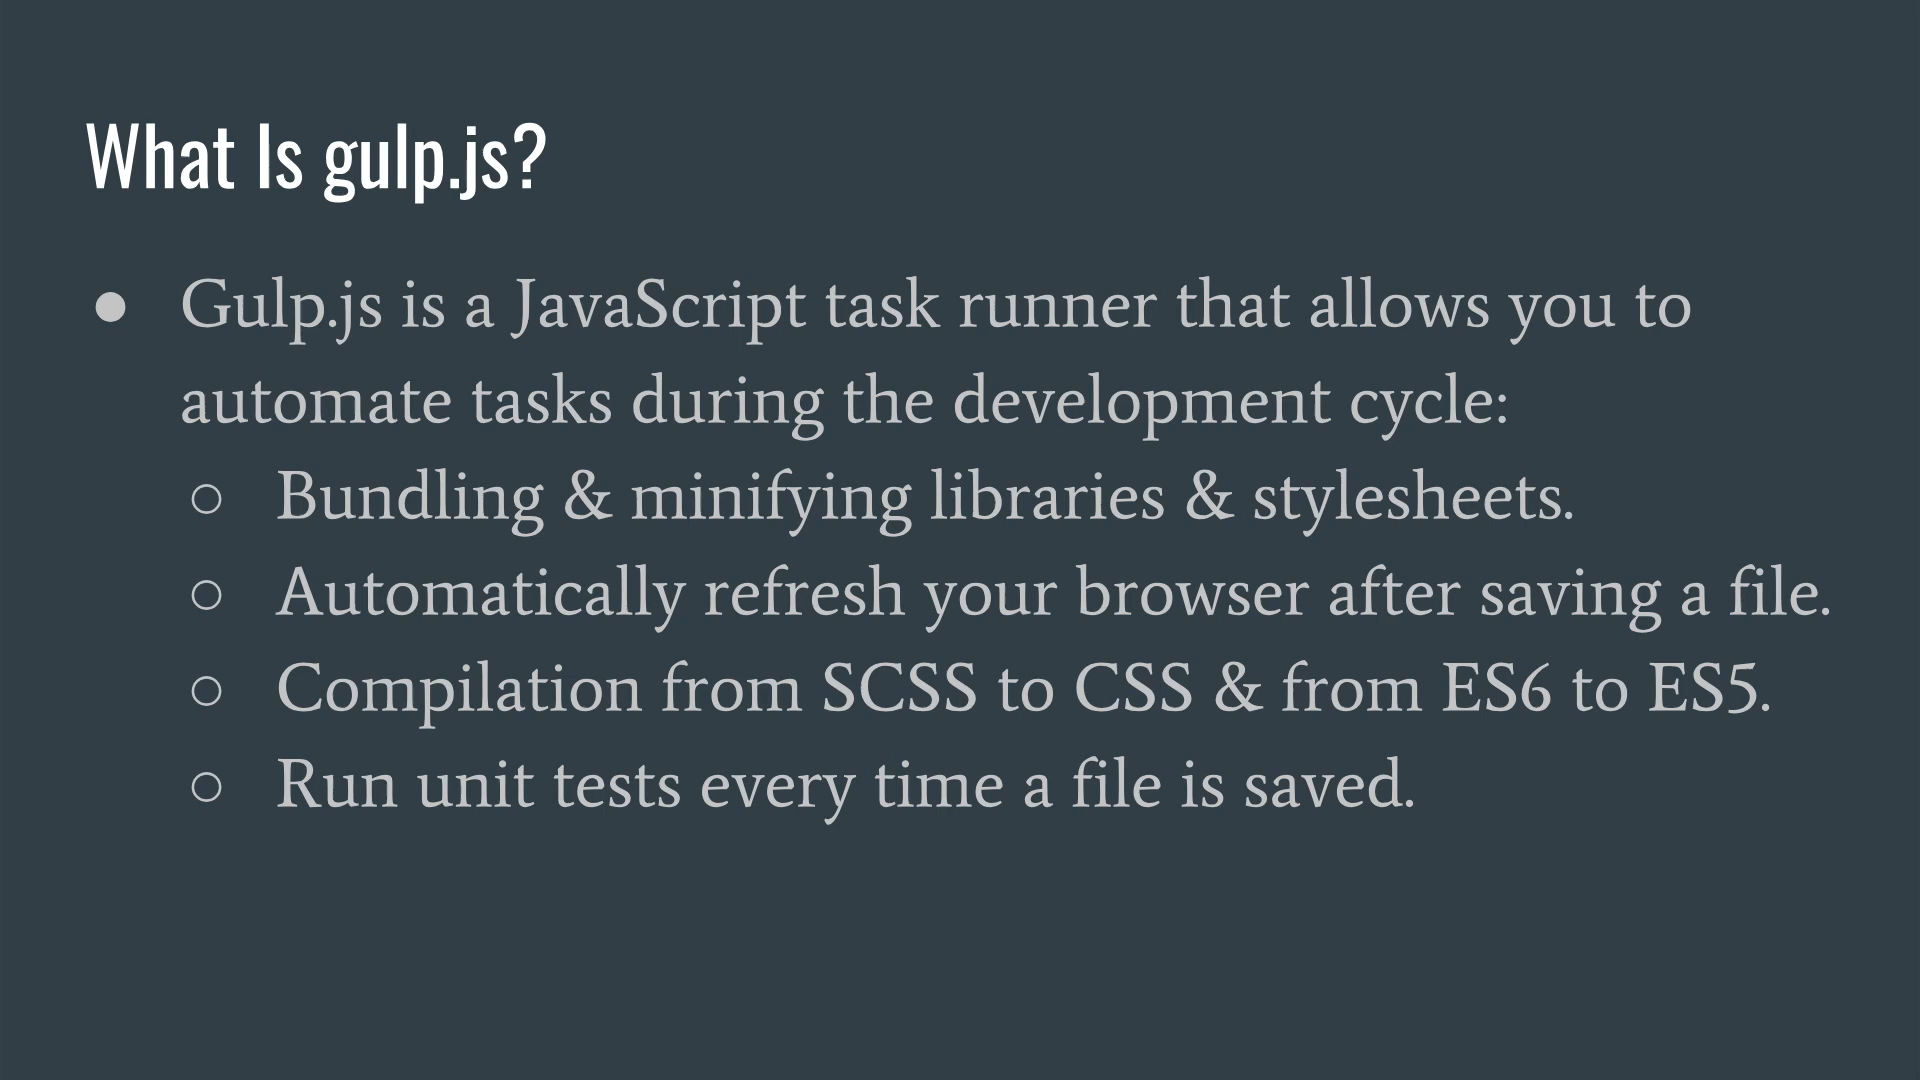 What Is gulp.js?
● Gulp.js is a JavaScript task runner that allows you to
automate tasks during the development cycle:
○ Bundling & minifying libraries & stylesheets.
○ Automatically refresh your browser after saving a file.
○ Compilation from SCSS to CSS & from ES6 to ES5.
○ Run unit tests every time a file is saved.